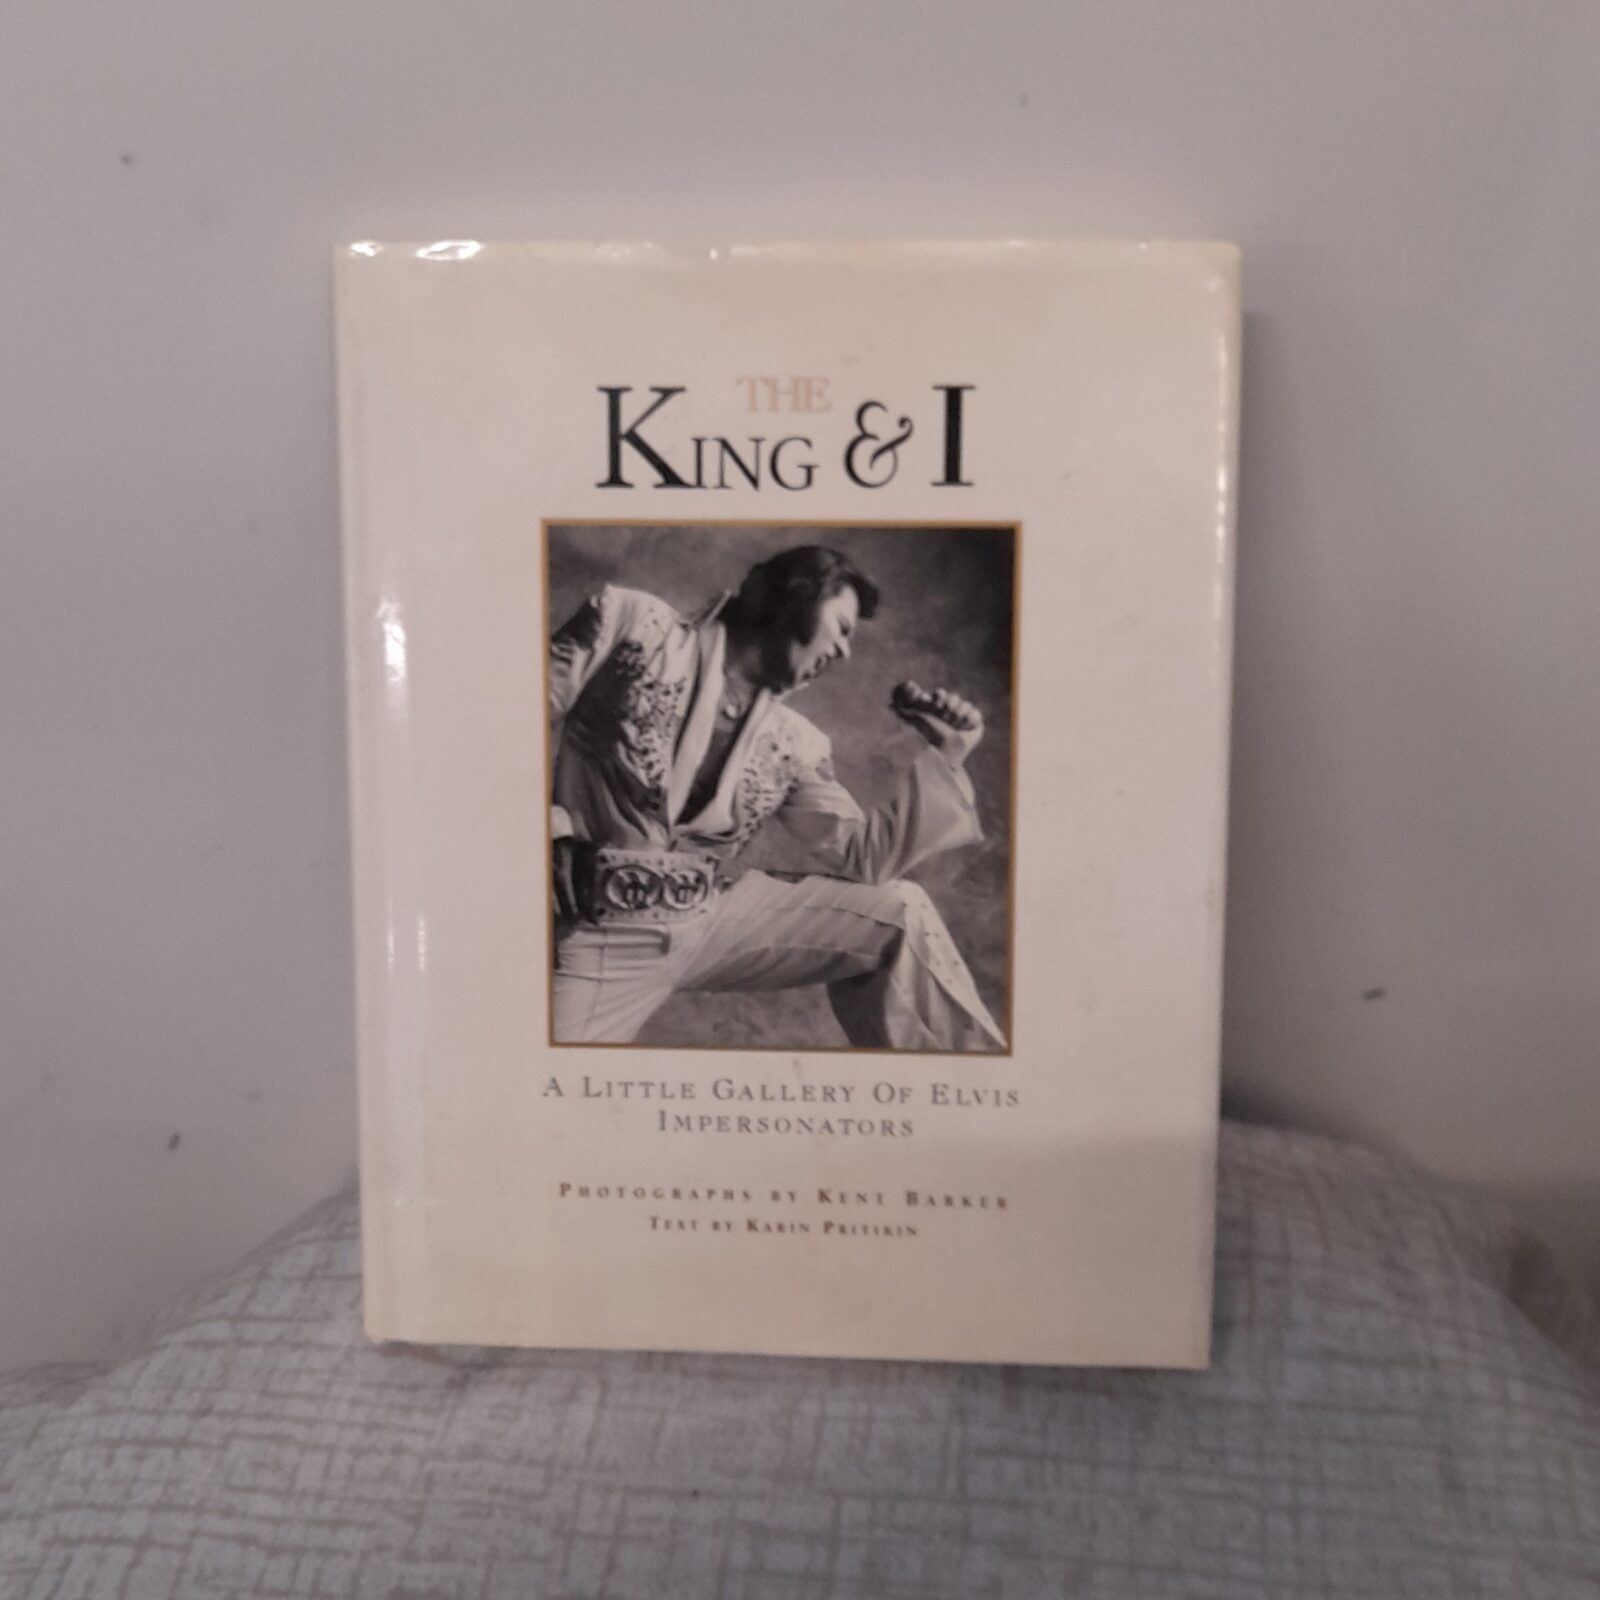 THE
KING & I
A LITTLE GALLERY OF ELVIS
IMPERSONATORS
PHOTOGRAPHS BY KENT BARKER
TEXT BY KARIN PRITIKIN